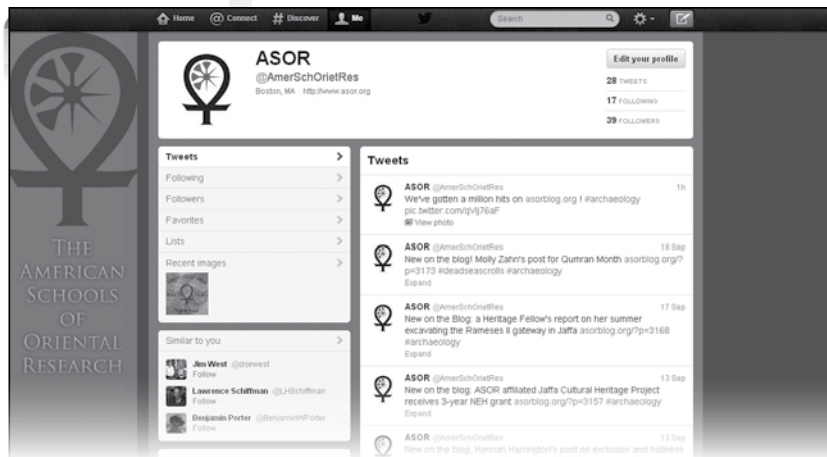 Home @ Connect # Discover Me Search
ASOR
@AmerSchOrietRes
Boston, MA http://www.asor.org
Edit your profile
28 TWEETS
17 FOLLOWING
39 FOLLOWERS
THE
AMERICAN
SCHOOLS
OF
ORIENTAL
RESEARCH
Tweets
Following
Followers
Favorites
Lists
Recent images
Similar to you
Jim West @drjewest
Follow
Lawrence Schiffman @LHSchiffman
Follow
Benjamin Porter @BenjaminWPorter
Follow
Tweets
ASOR @AmerSchOrietRes 1h
We've gotten a million hits on asorblog.org ! #archaeology
pic.twitter.com/qVlj76aF
View photo
ASOR @AmerSchOrietRes 18 Sep
New on the blog! Molly Zahn's post for Qumran Month asorblog.org/?
p=3173 #deadseascrolls #archaeology
Expand
ASOR @AmerSchOrietRes 17 Sep
New on the Blog: a Heritage Fellow's report on her summer
excavating the Rameses II gateway in Jaffa asorblog.org/?p=3168
#archaeology
Expand
ASOR @AmerSchOrietRes 13 Sep
New on the blog: ASOR affiliated Jaffa Cultural Heritage Project
receives 3-year NEH grant asorblog.org/?p=3157 #archaeology
Expand
ASOR @AmerSchOrietRes 13 Sep
New on the blog, Hannah Harrington's post on exclusion and holiness